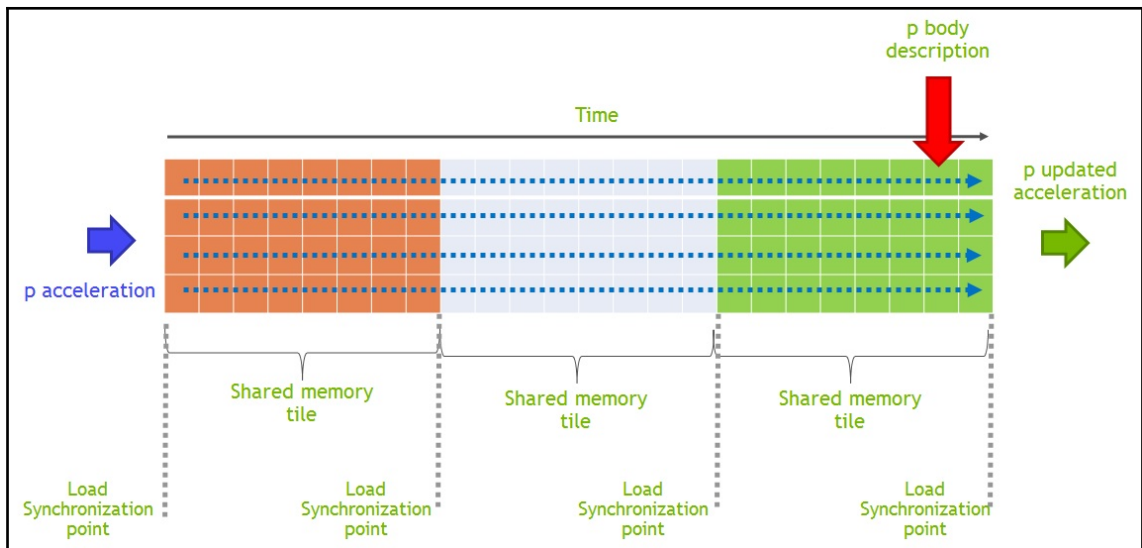 p body
description
Time
p updated
acceleration
p acceleration
Shared memory
tile
Shared memory
tile
Shared memory
tile
Load
Synchronization
point
Load
Synchronization
point
Load
Synchronization
point
Load
Synchronization
point